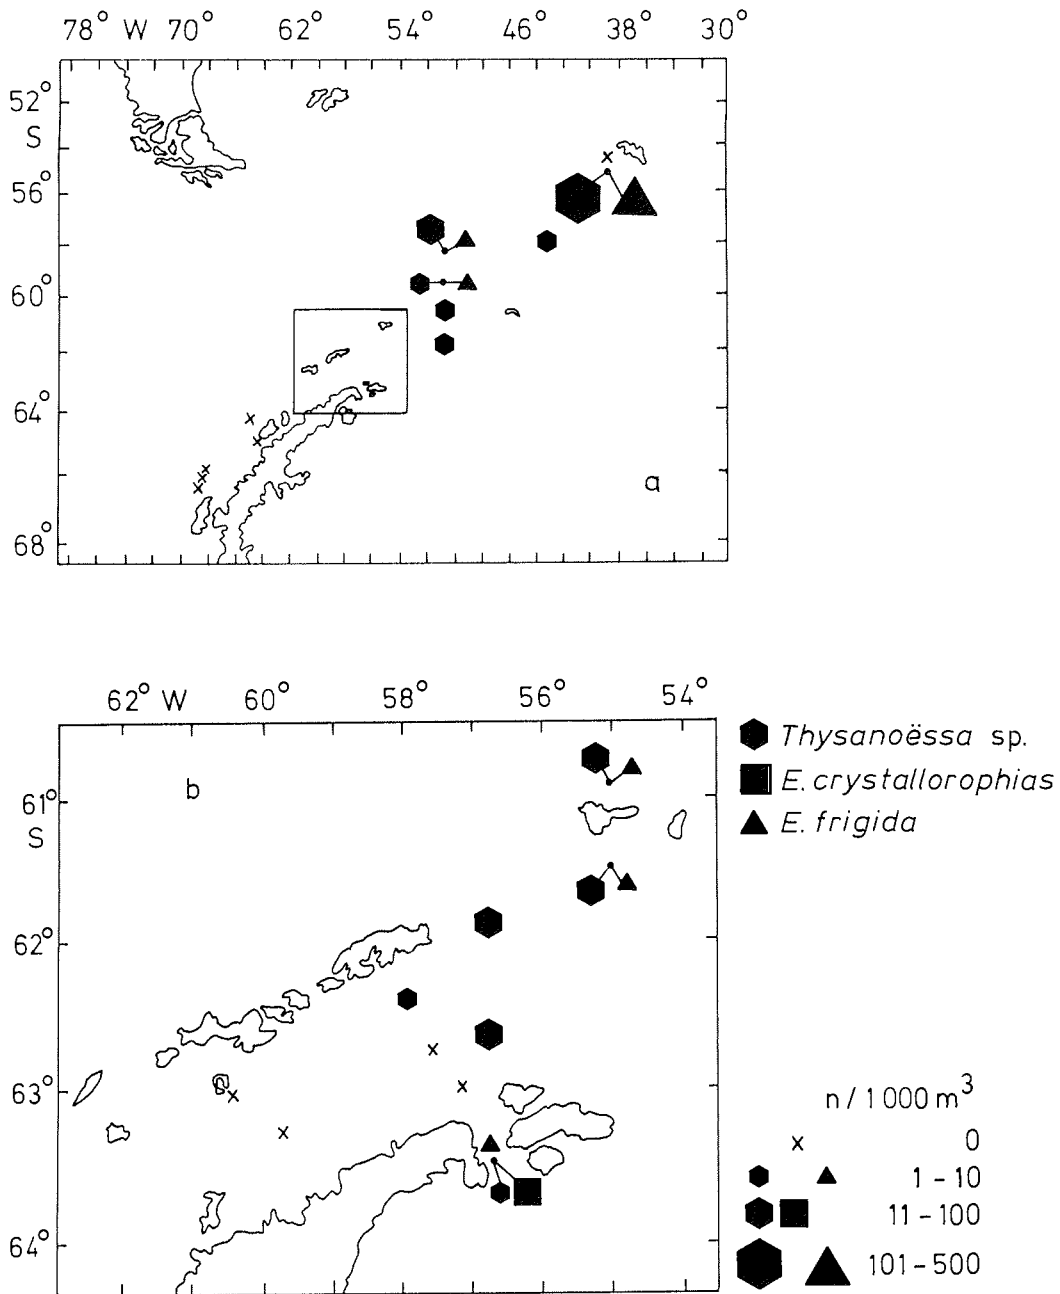 78° W 70° 62° 54° 46° 38° 30°
52°
S
56°
60°
64°
68°
a
62° W 60° 58° 56° 54°
b
61°
S
62°
63°
64°
Thysanoëssa sp.
E. crystallorophias
E. frigida
n / 1000 m³
x 0
1 - 10
11 - 100
101 - 500